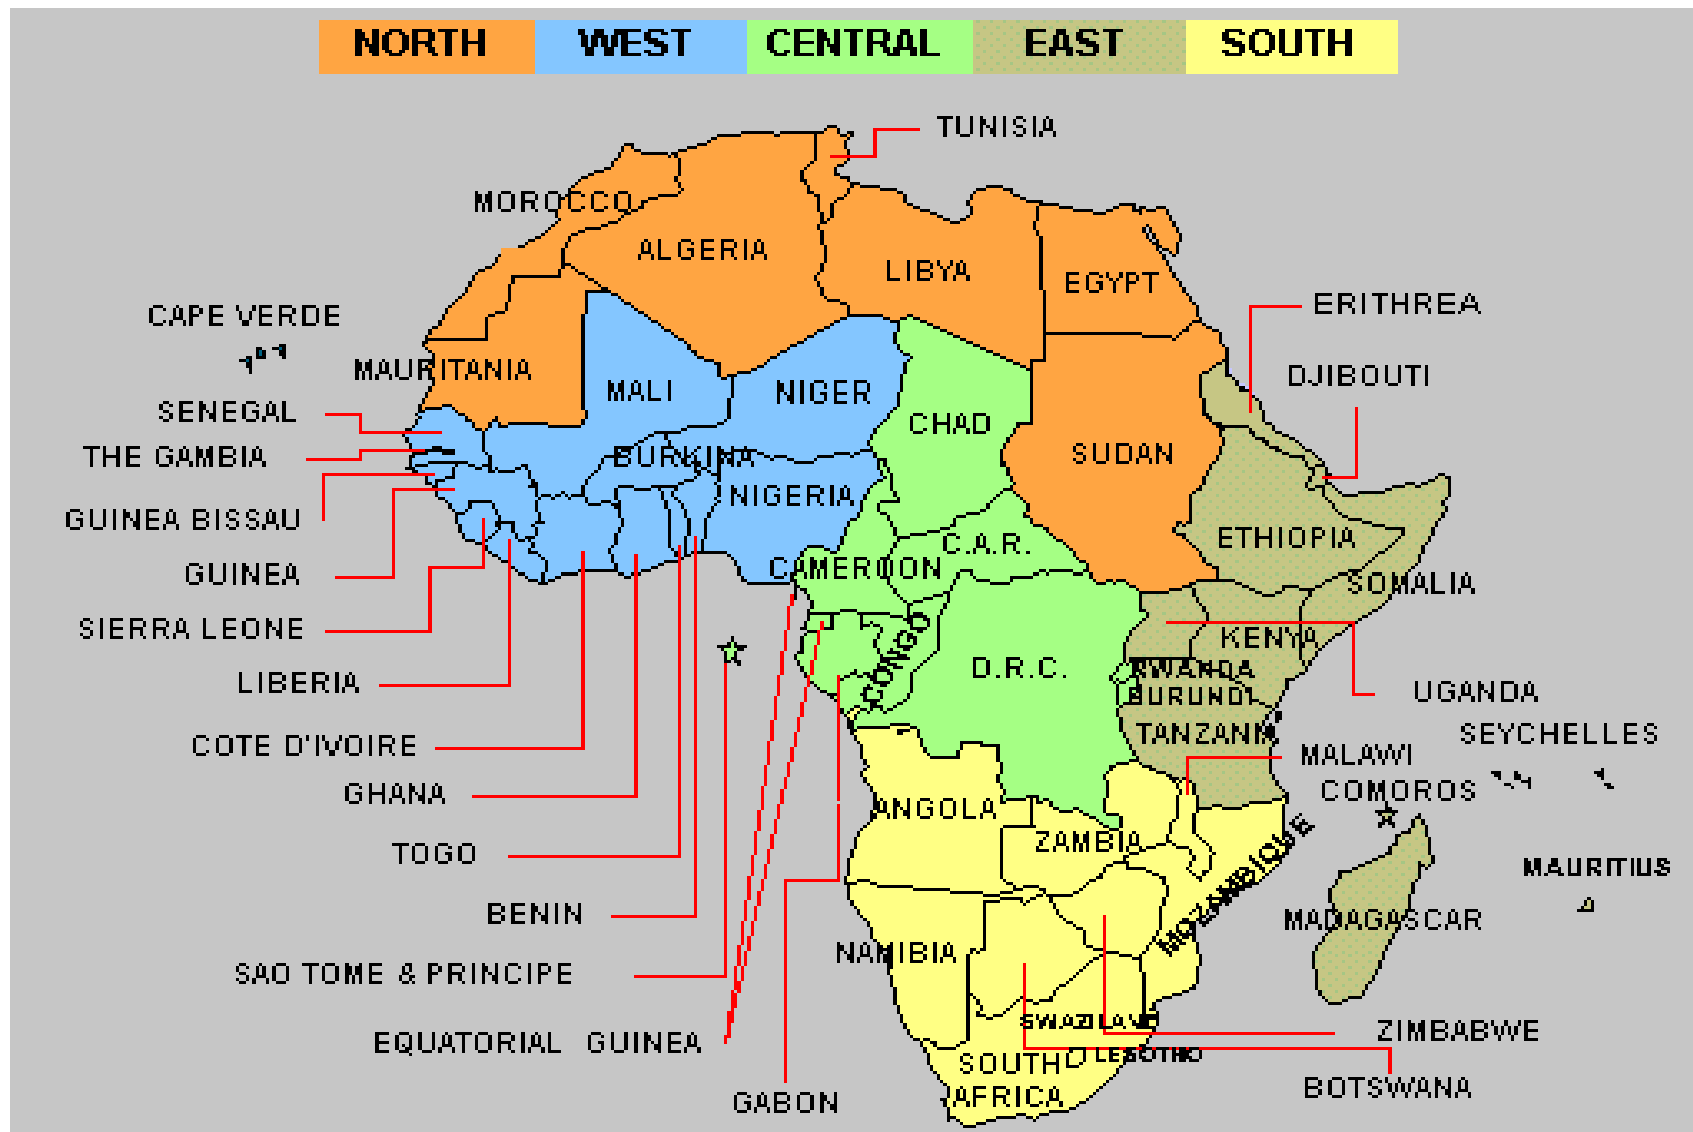 NORTH WEST CENTRAL EAST SOUTH
TUNISIA
MOROCCO
ALGERIA
LIBYA
EGYPT
CAPE VERDE
ERITHREA
MAURITANIA
MALI
NIGER
DJIBOUTI
SENEGAL
CHAD
THE GAMBIA
BURKINA
SUDAN
NIGERIA
GUINEA BISSAU
ETHIOPIA
C.A.R.
GUINEA
CAMEROON
SOMALIA
SIERRA LEONE
KENYA
CONGO
D.R.C.
RWANDA
LIBERIA
BURUNDI
UGANDA
COTE D'IVOIRE
TANZANIA
SEYCHELLES
MALAWI
GHANA
COMOROS
ANGOLA
ZAMBIA
MOZAMBIQUE
TOGO
MAURITIUS
BENIN
MADAGASCAR
NAMIBIA
SAO TOME & PRINCIPE
SWAZILAND
ZIMBABWE
EQUATORIAL GUINEA
LESOTHO
SOUTH
AFRICA
BOTSWANA
GABON